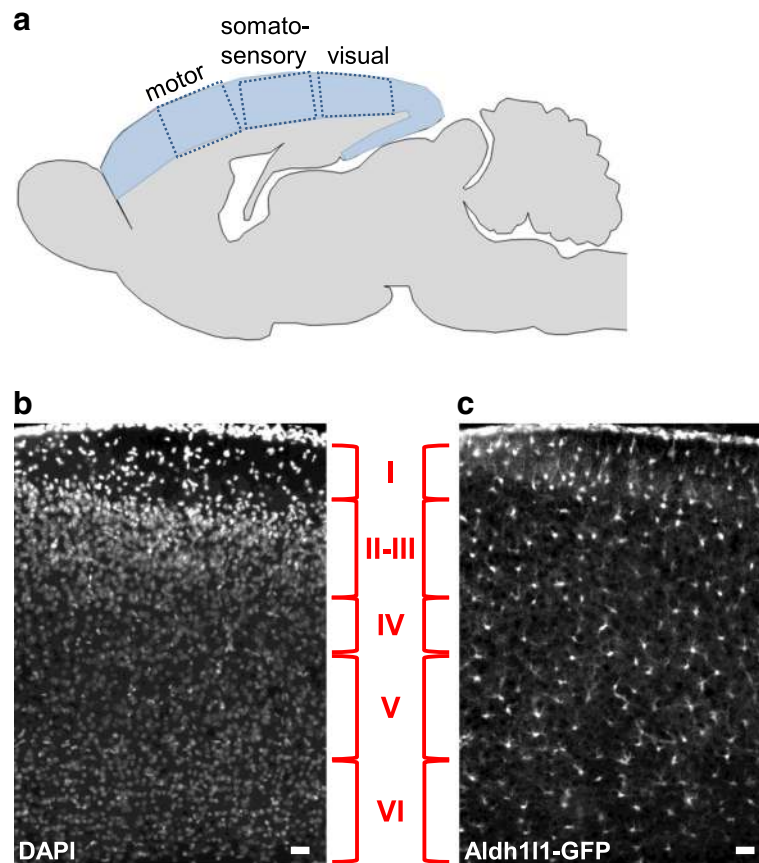 a
somato-
sensory
motor
visual
b
c
I
II-III
IV
V
VI
DAPI
Aldh1l1-GFP